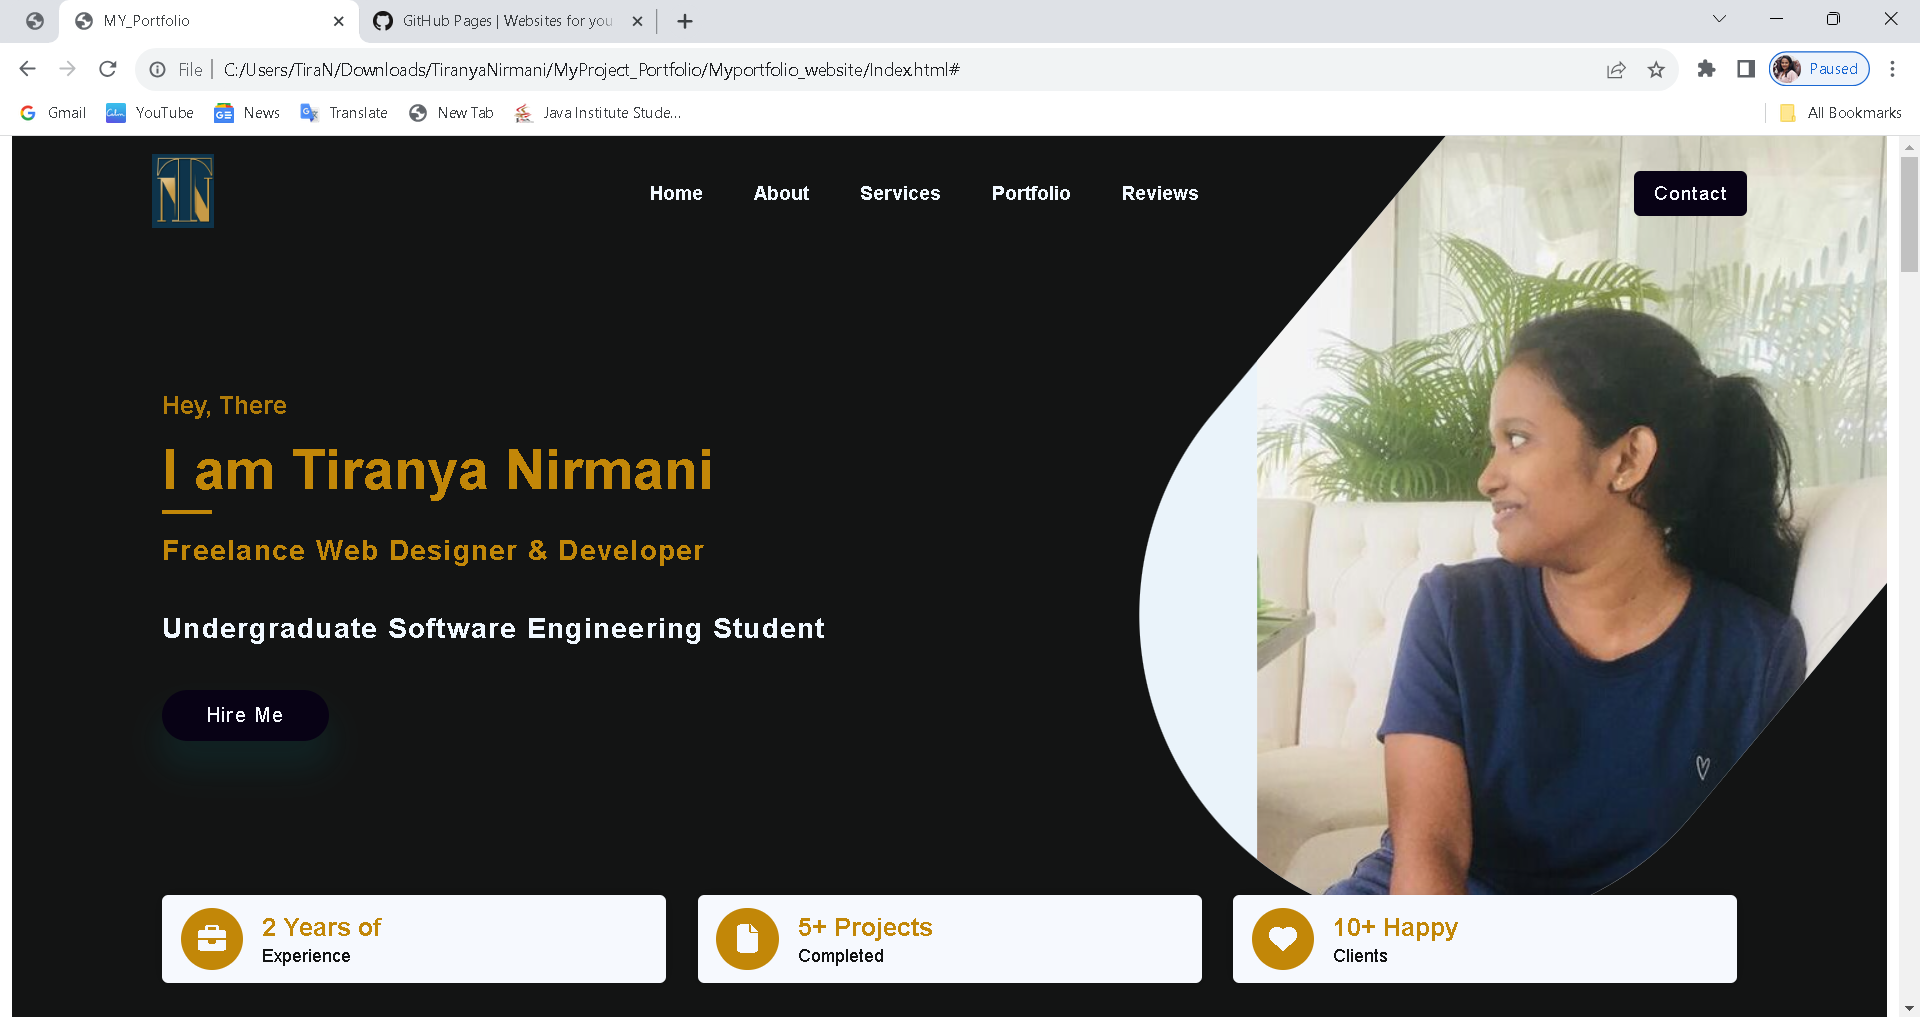 MY_Portfolio
GitHub Pages | Websites for you
File
C:/Users/TiraN/Downloads/TiranyaNirmani/MyProject_Portfolio/Myportfolio_website/Index.html#
Paused
Gmail
YouTube
News
Translate
New Tab
Java Institute Stude...
All Bookmarks
TN
Home
About
Services
Portfolio
Reviews
Contact
Hey, There
I am Tiranya Nirmani
Freelance Web Designer & Developer
Undergraduate Software Engineering Student
Hire Me
2 Years of
Experience
5+ Projects
Completed
10+ Happy
Clients